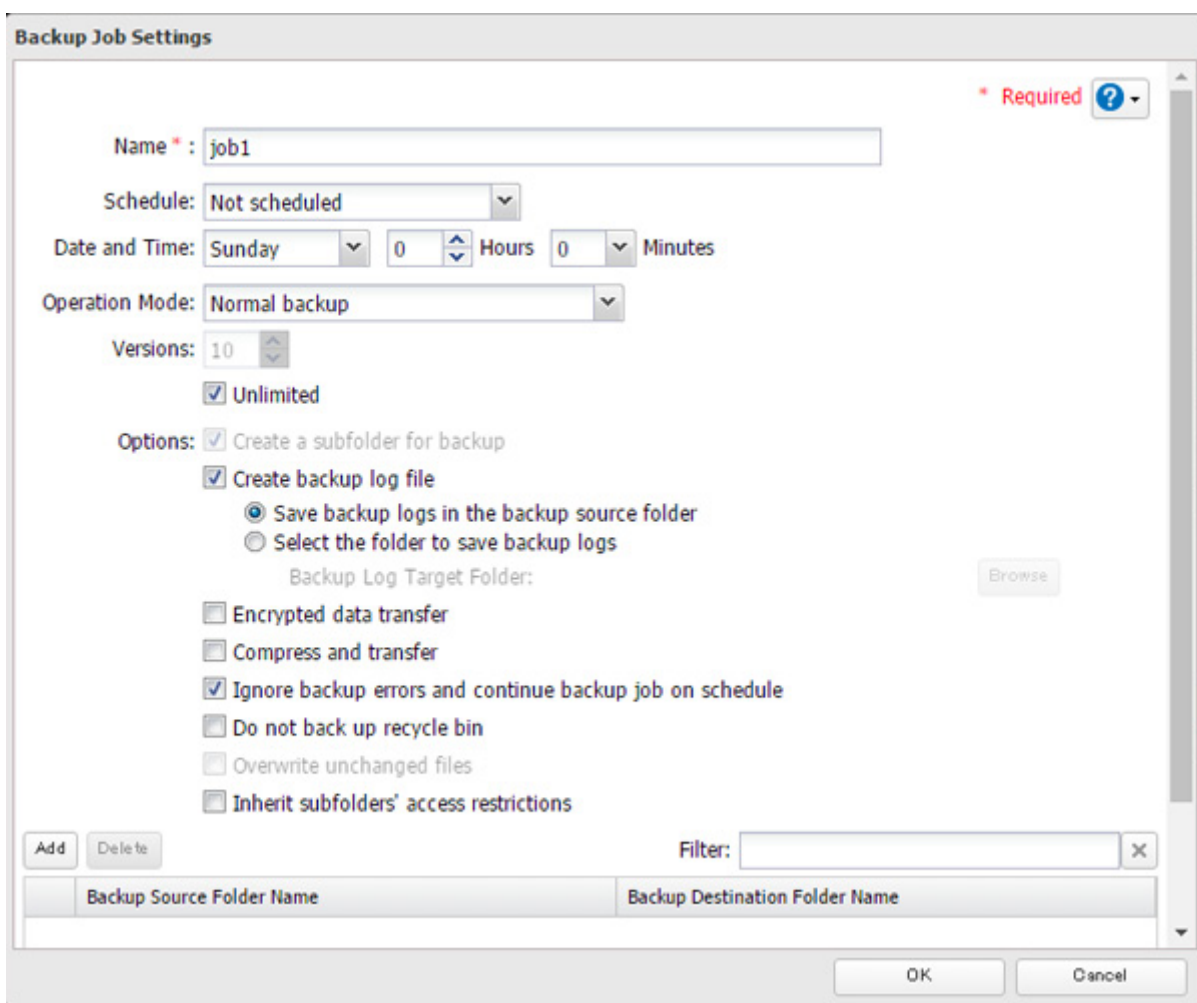 Backup Job Settings
* Required
Name * : job1
Schedule: Not scheduled
Date and Time: Sunday 0 Hours 0 Minutes
Operation Mode: Normal backup
Versions: 10
Unlimited
Options: Create a subfolder for backup
Create backup log file
Save backup logs in the backup source folder
Select the folder to save backup logs
Backup Log Target Folder: Browse
Encrypted data transfer
Compress and transfer
Ignore backup errors and continue backup job on schedule
Do not back up recycle bin
Overwrite unchanged files
Inherit subfolders' access restrictions
Add Delete Filter:
Backup Source Folder Name Backup Destination Folder Name
OK Cancel